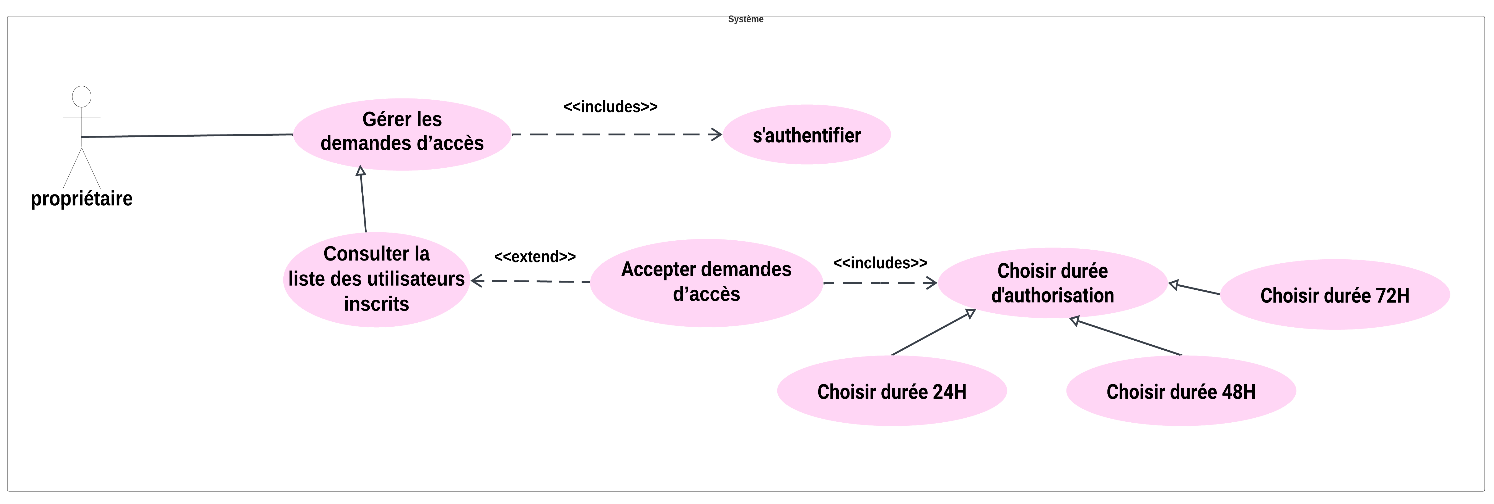 Système
Gérer les
demandes d’accès
<<includes>>
s'authentifier
propriétaire
Consulter la
liste des utilisateurs
inscrits
<<extend>>
Accepter demandes
d’accès
<<includes>>
Choisir durée
d'authorisation
Choisir durée 72H
Choisir durée 24H
Choisir durée 48H